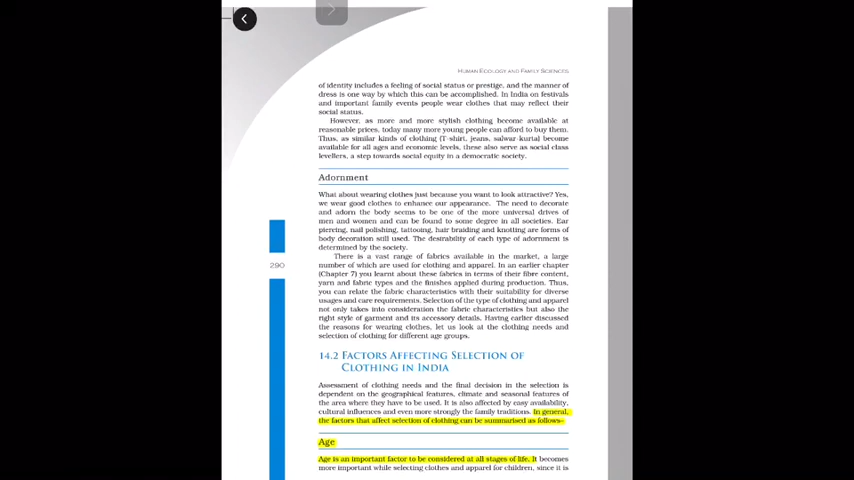 HUMAN ECOLOGY AND FAMILY SCIENCES
of identity includes a feeling of social status or prestige, and the manner of
dress is one way by which this can be accomplished. In India on festivals
and important family events people wear clothes that may reflect their
social status.
However, as more and more stylish clothing become available at
reasonable prices, today many more young people can afford to buy them.
Thus, as similar kinds of clothing (T-shirt, jeans, salwar kurta) become
available for all ages and economic levels, these also serve as social class
levellers, a step towards social equity in a democratic society.
Adornment
What about wearing clothes just because you want to look attractive? Yes,
we wear good clothes to enhance our appearance. The need to decorate
and adorn the body seems to be one of the more universal drives of
men and women and can be found to some degree in all societies. Ear
piercing, nail polishing, tattooing, hair braiding and knotting are forms of
body decoration still used. The desirability of each type of adornment is
determined by the society.
There is a vast range of fabrics available in the market, a large
number of which are used for clothing and apparel. In an earlier chapter
(Chapter 7) you learnt about these fabrics in terms of their fibre content,
yarn and fabric types and the finishes applied during production. Thus,
you can relate the fabric characteristics with their suitability for diverse
usages and care requirements. Selection of the type of clothing and apparel
not only takes into consideration the fabric characteristics but also the
right style of garment and its accessory details. Having earlier discussed
the reasons for wearing clothes, let us look at the clothing needs and
selection of clothing for different age groups.
290
14.2 FACTORS AFFECTING SELECTION OF
CLOTHING IN INDIA
Assessment of clothing needs and the final decision in the selection is
dependent on the geographical features, climate and seasonal features of
the area where they have to be used. It is also affected by easy availability,
cultural influences and even more strongly the family traditions. In general,
the factors that affect selection of clothing can be summarised as follows–
Age
Age is an important factor to be considered at all stages of life. It becomes
more important while selecting clothes and apparel for children, since it is